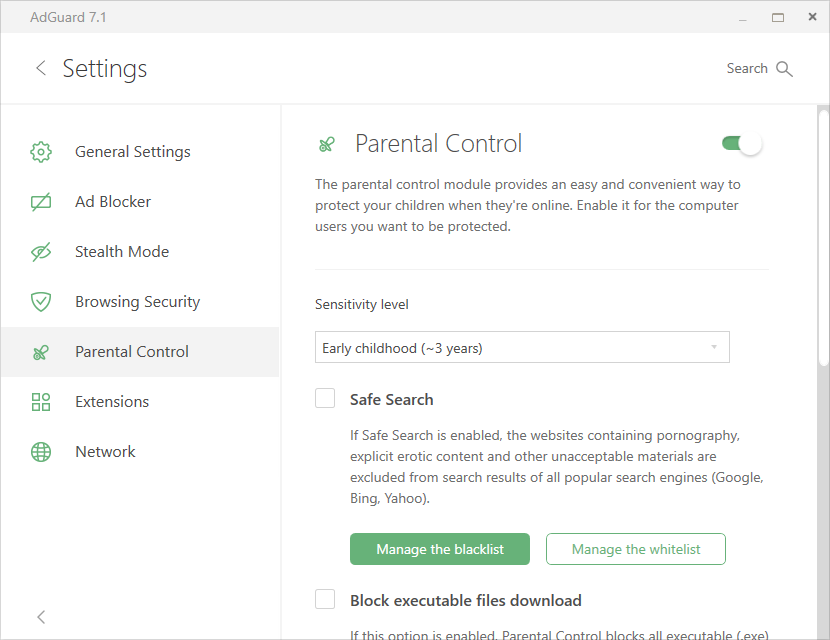 AdGuard 7.1
Settings
Search
General Settings
Ad Blocker
Stealth Mode
Browsing Security
Parental Control
Extensions
Network
Parental Control
The parental control module provides an easy and convenient way to
protect your children when they're online. Enable it for the computer
users you want to be protected.
Sensitivity level
Early childhood (~3 years)
Safe Search
If Safe Search is enabled, the websites containing pornography,
explicit erotic content and other unacceptable materials are
excluded from search results of all popular search engines (Google,
Bing, Yahoo).
Manage the blacklist
Manage the whitelist
Block executable files download
If this option is enabled, Parental Control blocks all executable (.exe)